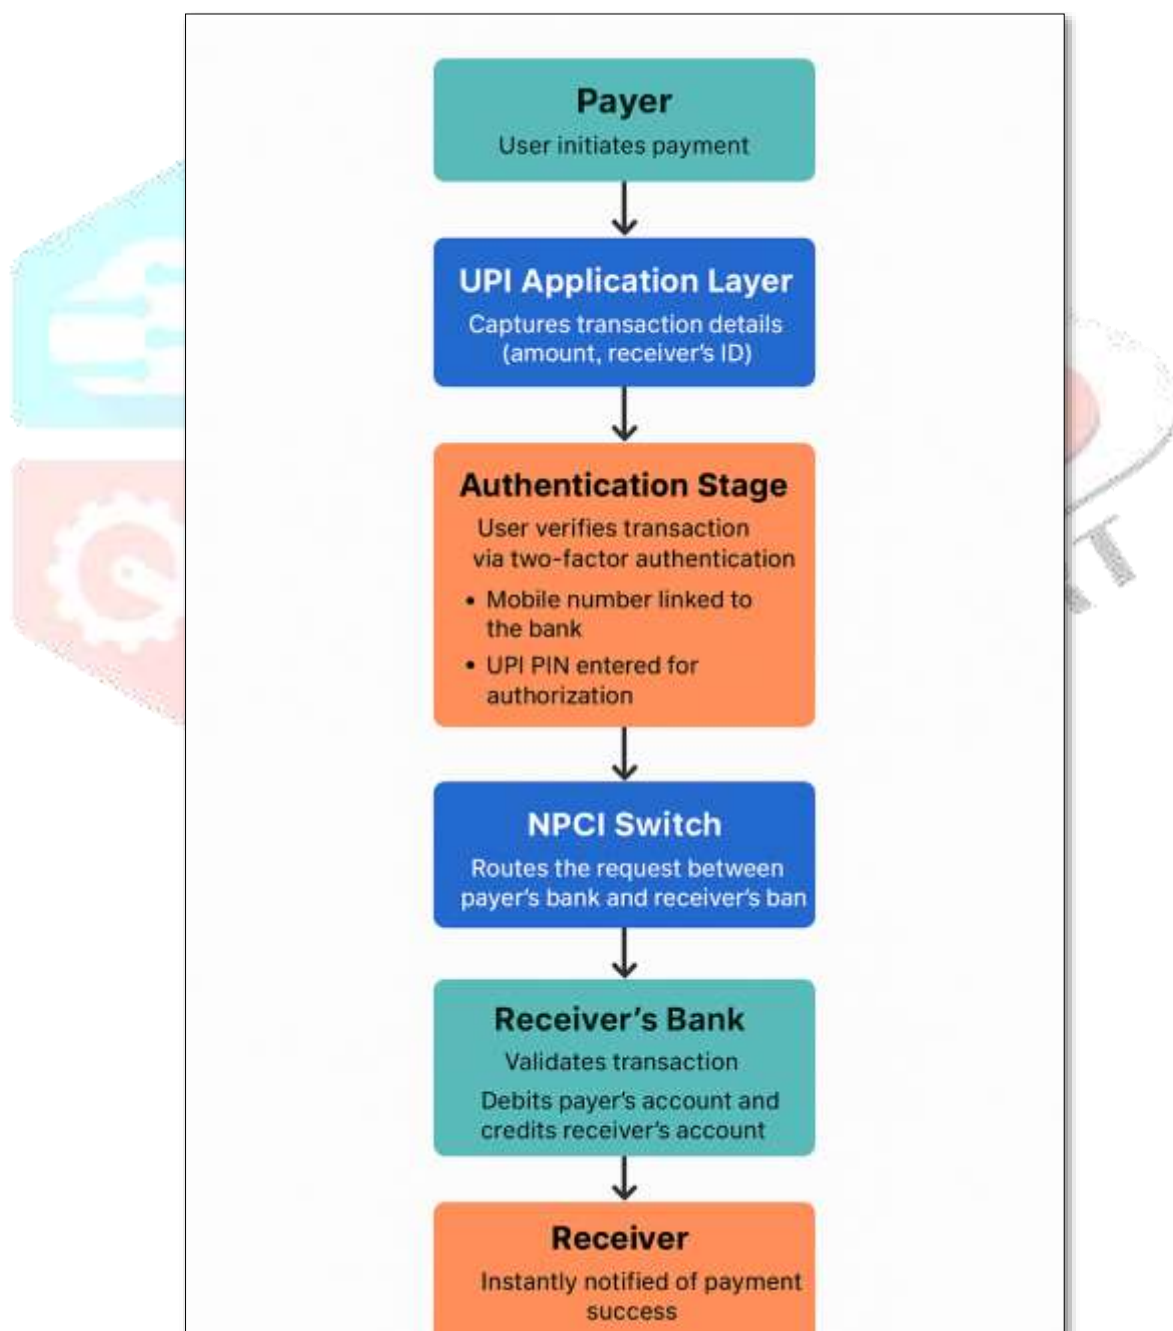 Payer
User initiates payment
UPI Application Layer
Captures transaction details
(amount, receiver’s ID)
Authentication Stage
User verifies transaction
via two-factor authentication
• Mobile number linked to
the bank
• UPI PIN entered for
authorization
NPCI Switch
Routes the request between
payer’s bank and receiver’s ban
Receiver’s Bank
Validates transaction
Debits payer’s account and
credits receiver’s account
Receiver
Instantly notified of payment
success